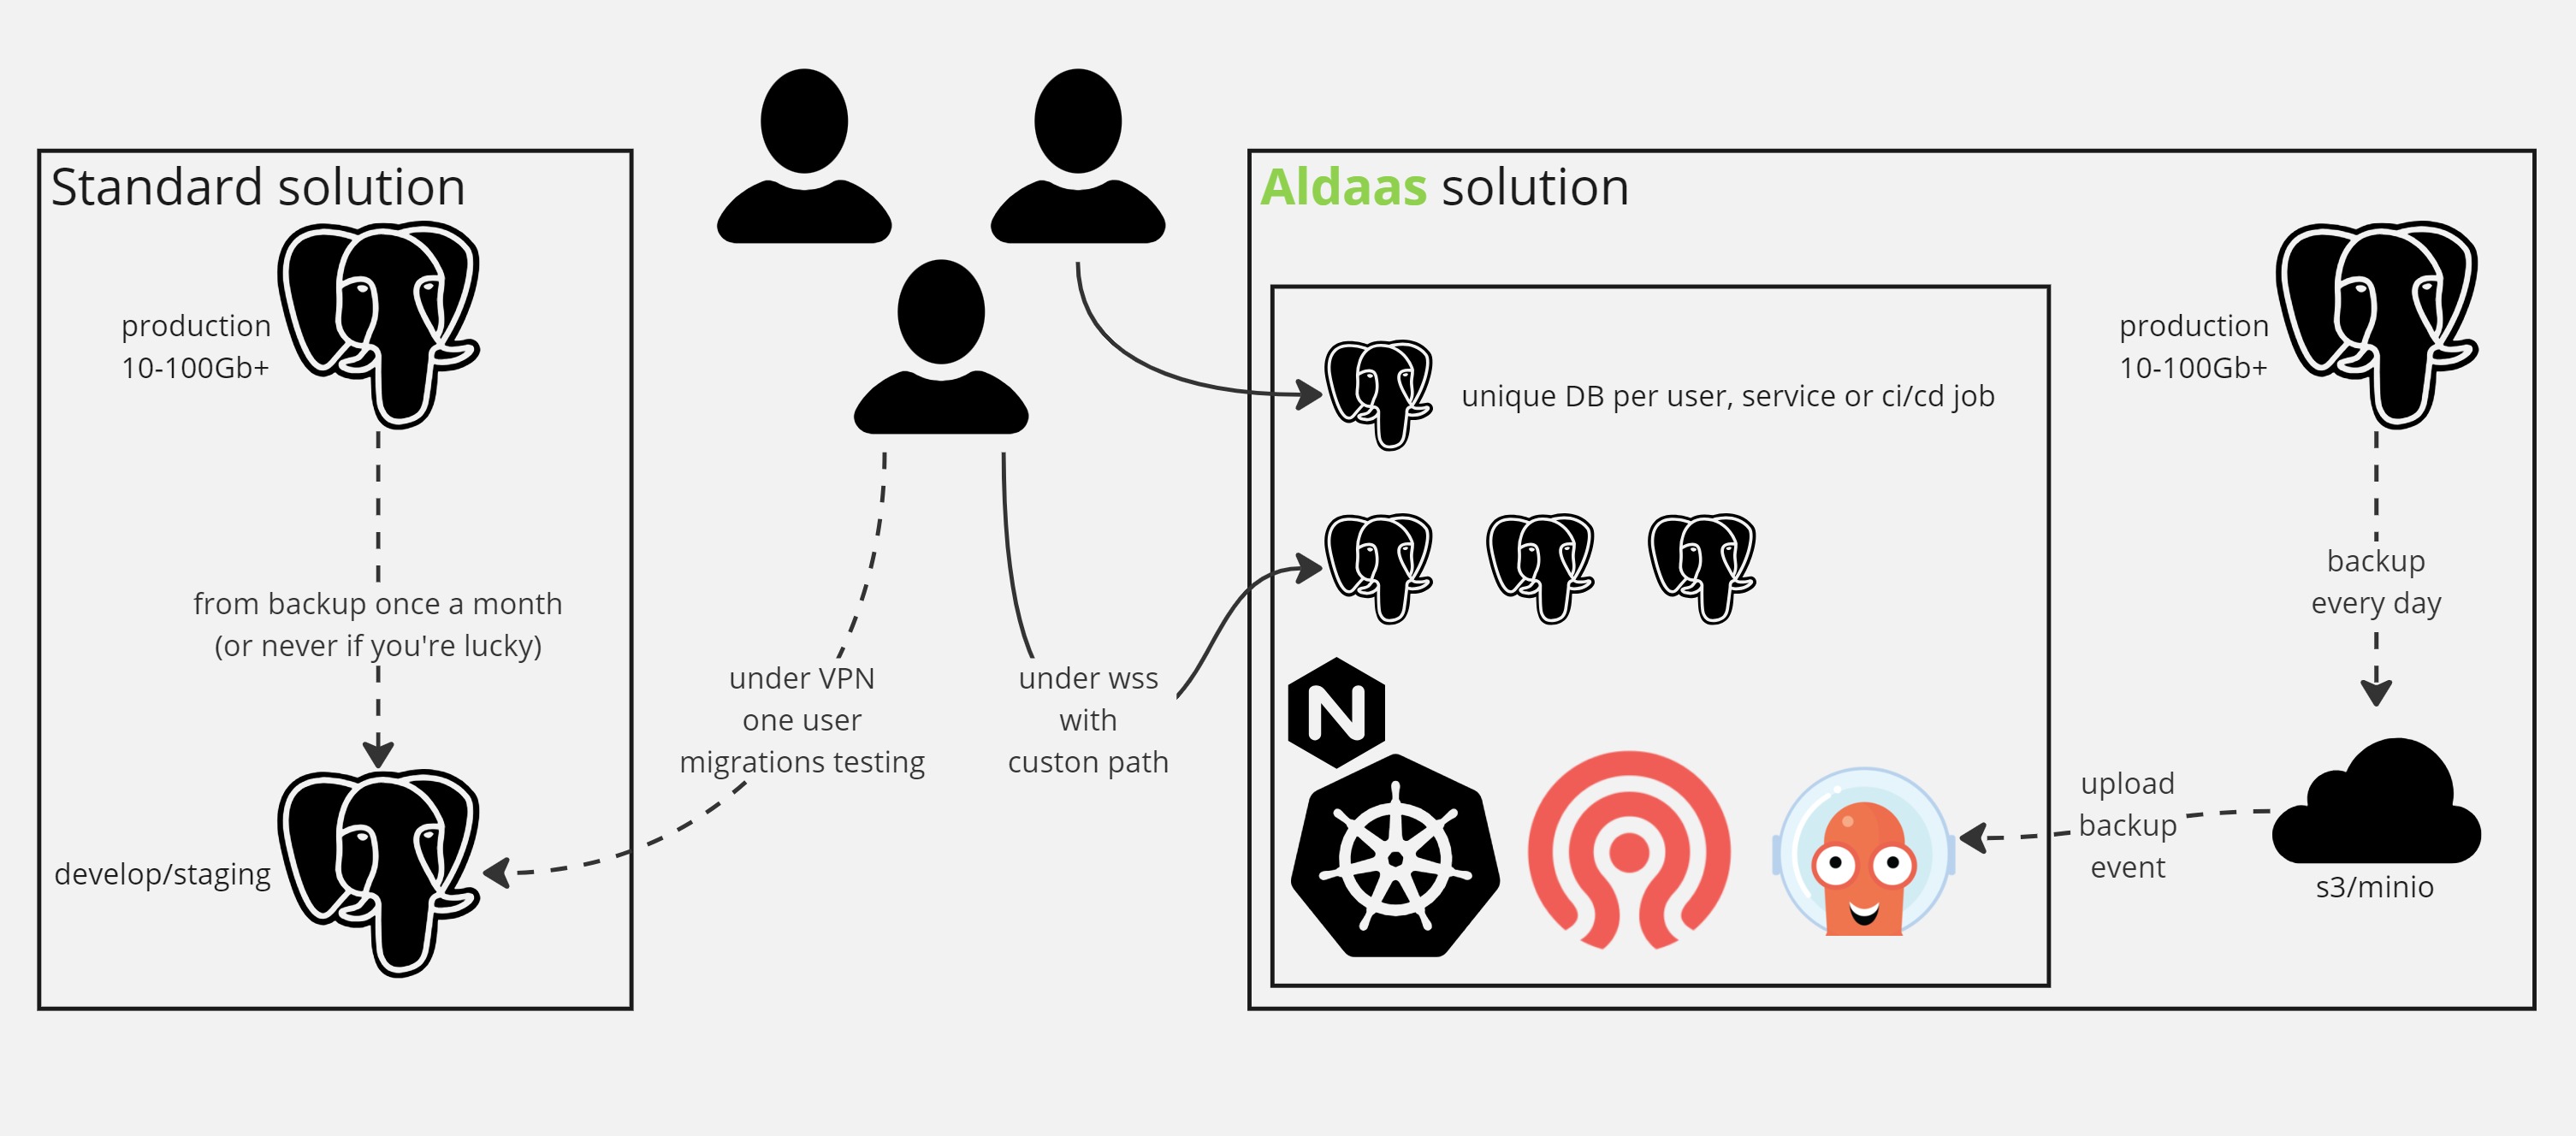 Standard solution
production
10-100Gb+
from backup once a month
(or never if you're lucky)
develop/staging
under VPN
one user
migrations testing
under wss
with
custon path
Aldaas solution
unique DB per user, service or ci/cd job
N
production
10-100Gb+
backup
every day
upload
backup
event
s3/minio